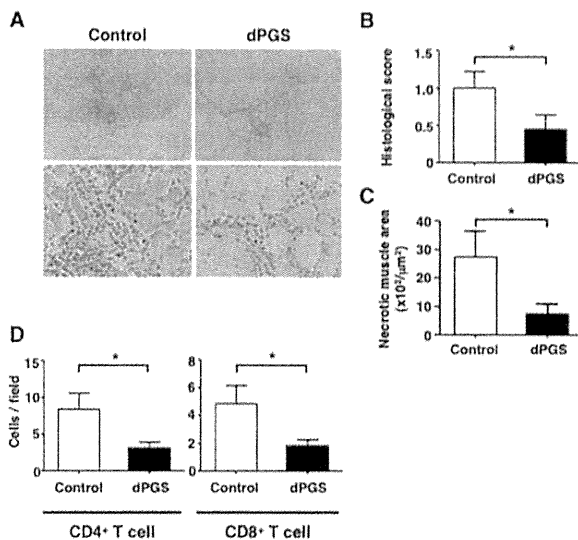 A
Control dPGS
B
Histological score
1.5
1.0
0.5
0
*
Control dPGS
C
Necrotic muscle area
(x10³/μm²)
40
30
20
10
0
*
Control dPGS
D
Cells / field
15
10
5
0
*
Control dPGS
CD4⁺ T cell
8
6
4
2
0
*
Control dPGS
CD8⁺ T cell